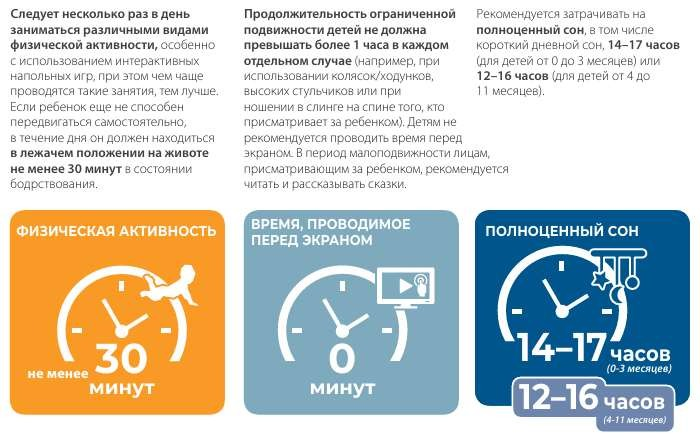 Следует несколько раз в день
заниматься различными видами
физической активности, особенно
с использованием интерактивных
напольных игр, при этом чем чаще
проводятся такие занятия, тем лучше.
Если ребенок еще не способен
передвигаться самостоятельно,
в течение дня он должен находиться
в лежачем положении на животе
не менее 30 минут в состоянии
бодрствования.
Продолжительность ограниченной
подвижности детей не должна
превышать более 1 часа в каждом
отдельном случае (например, при
использовании колясок/ходунков,
высоких стульчиков или при
ношении в слинге на спине того, кто
присматривает за ребенком). Детям не
рекомендуется проводить время перед
экраном. В период малоподвижности лицам,
присматривающим за ребенком, рекомендуется
читать и рассказывать сказки.
Рекомендуется затрачивать на
полноценный сон, в том числе
короткий дневной сон, 14–17 часов
(для детей от 0 до 3 месяцев) или
12–16 часов (для детей от 4 до
11 месяцев).
ФИЗИЧЕСКАЯ АКТИВНОСТЬ
не менее 30
минут
ВРЕМЯ, ПРОВОДИМОЕ
ПЕРЕД ЭКРАНОМ
0
минут
ПОЛНОЦЕННЫЙ СОН
14–17 часов
(0-3 месяцев)
12–16 часов
(4-11 месяцев)